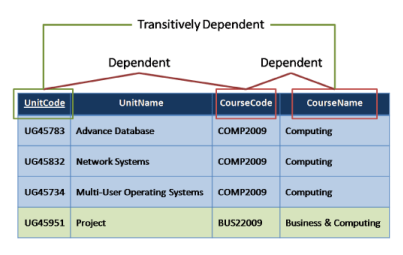 Transitively Dependent
Dependent Dependent
UnitCode UnitName CourseCode CourseName
UG45783 Advance Database COMP2009 Computing
UG45832 Network Systems COMP2009 Computing
UG45734 Multi-User Operating Systems COMP2009 Computing
UG45951 Project BUS22009 Business & Computing